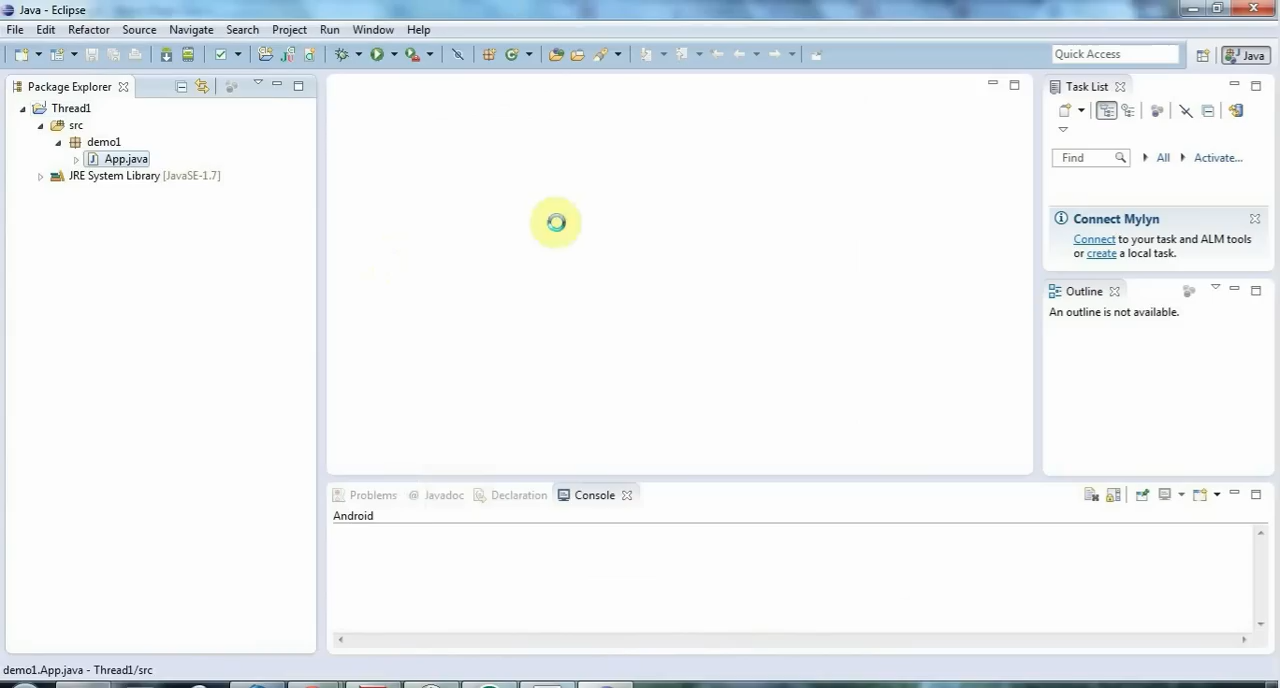 Java - Eclipse
File Edit Refactor Source Navigate Search Project Run Window Help
Quick Access
Java
Package Explorer
Thread1
src
demo1
App.java
JRE System Library [JavaSE-1.7]
Task List
Find
All
Activate...
Connect Mylyn
Connect to your task and ALM tools
or create a local task.
Outline
An outline is not available.
Problems @ Javadoc Declaration Console
Android
demo1.App.java - Thread1/src